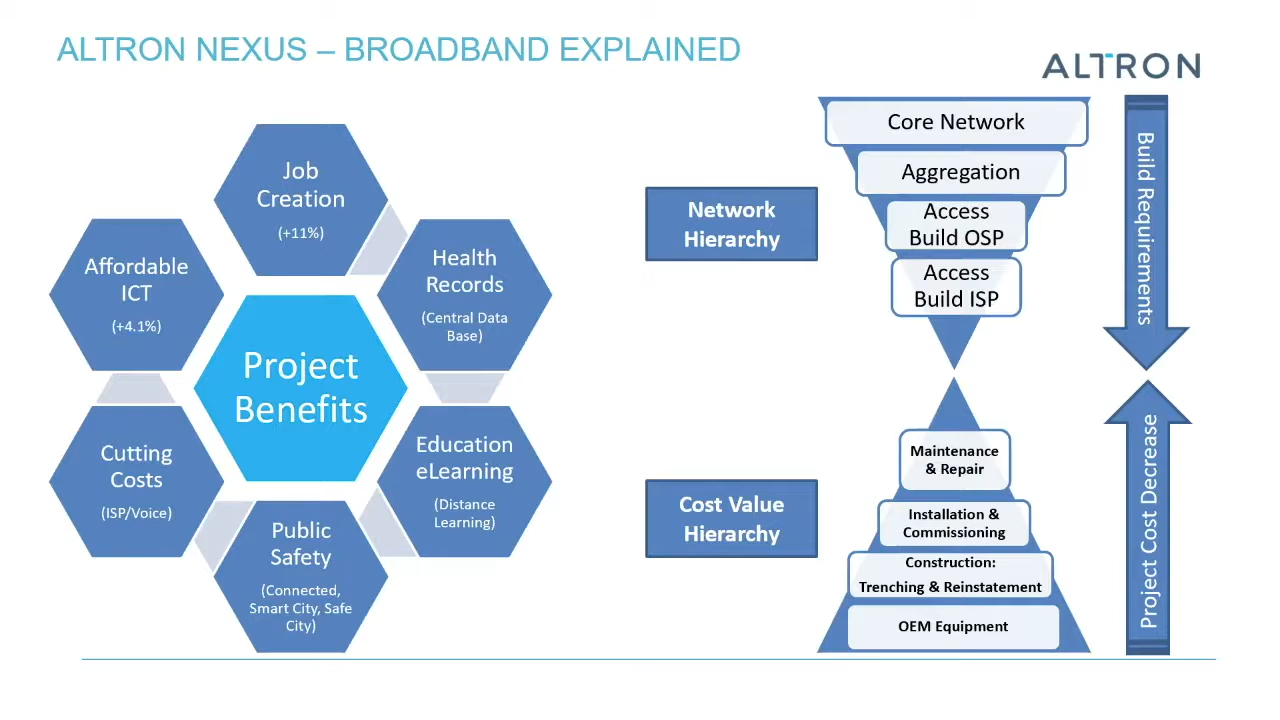 ALTRON NEXUS – BROADBAND EXPLAINED
ALTRON
Job
Creation
(+11%)
Affordable
ICT
(+4.1%)
Health
Records
(Central Data
Base)
Project
Benefits
Cutting
Costs
(ISP/Voice)
Education
eLearning
(Distance
Learning)
Public
Safety
(Connected,
Smart City, Safe
City)
Network
Hierarchy
Core Network
Aggregation
Access
Build OSP
Access
Build ISP
Build Requirements
Cost Value
Hierarchy
Maintenance
& Repair
Installation &
Commissioning
Construction:
Trenching & Reinstatement
OEM Equipment
Project Cost Decrease